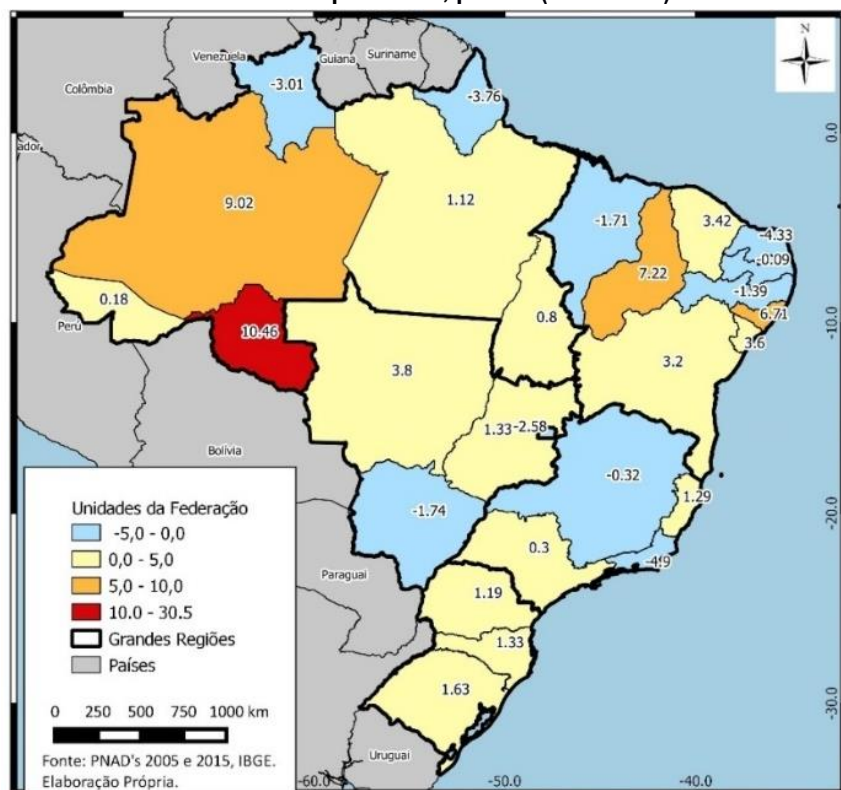 N
Venezuela
Guiana
Suriname
Colômbia
ador
Peru
Bolívia
Paraguai
Uruguai
-3.01
-3.76
9.02
1.12
-1.71
3.42
-4.33
-0.09
7.22
-1.39
6.71
3.6
0.18
10.46
0.8
3.8
3.2
1.33
-2.58
-0.32
1.29
-1.74
0.3
-4.9
1.19
1.33
1.63
0.0
-10.0
-20.0
-30.0
-60.0
-50.0
-40.0
Unidades da Federação
-5,0 - 0,0
0,0 - 5,0
5,0 - 10,0
10.0 - 30.5
Grandes Regiões
Países
0 250 500 750 1000 km
Fonte: PNAD's 2005 e 2015, IBGE.
Elaboração Própria.